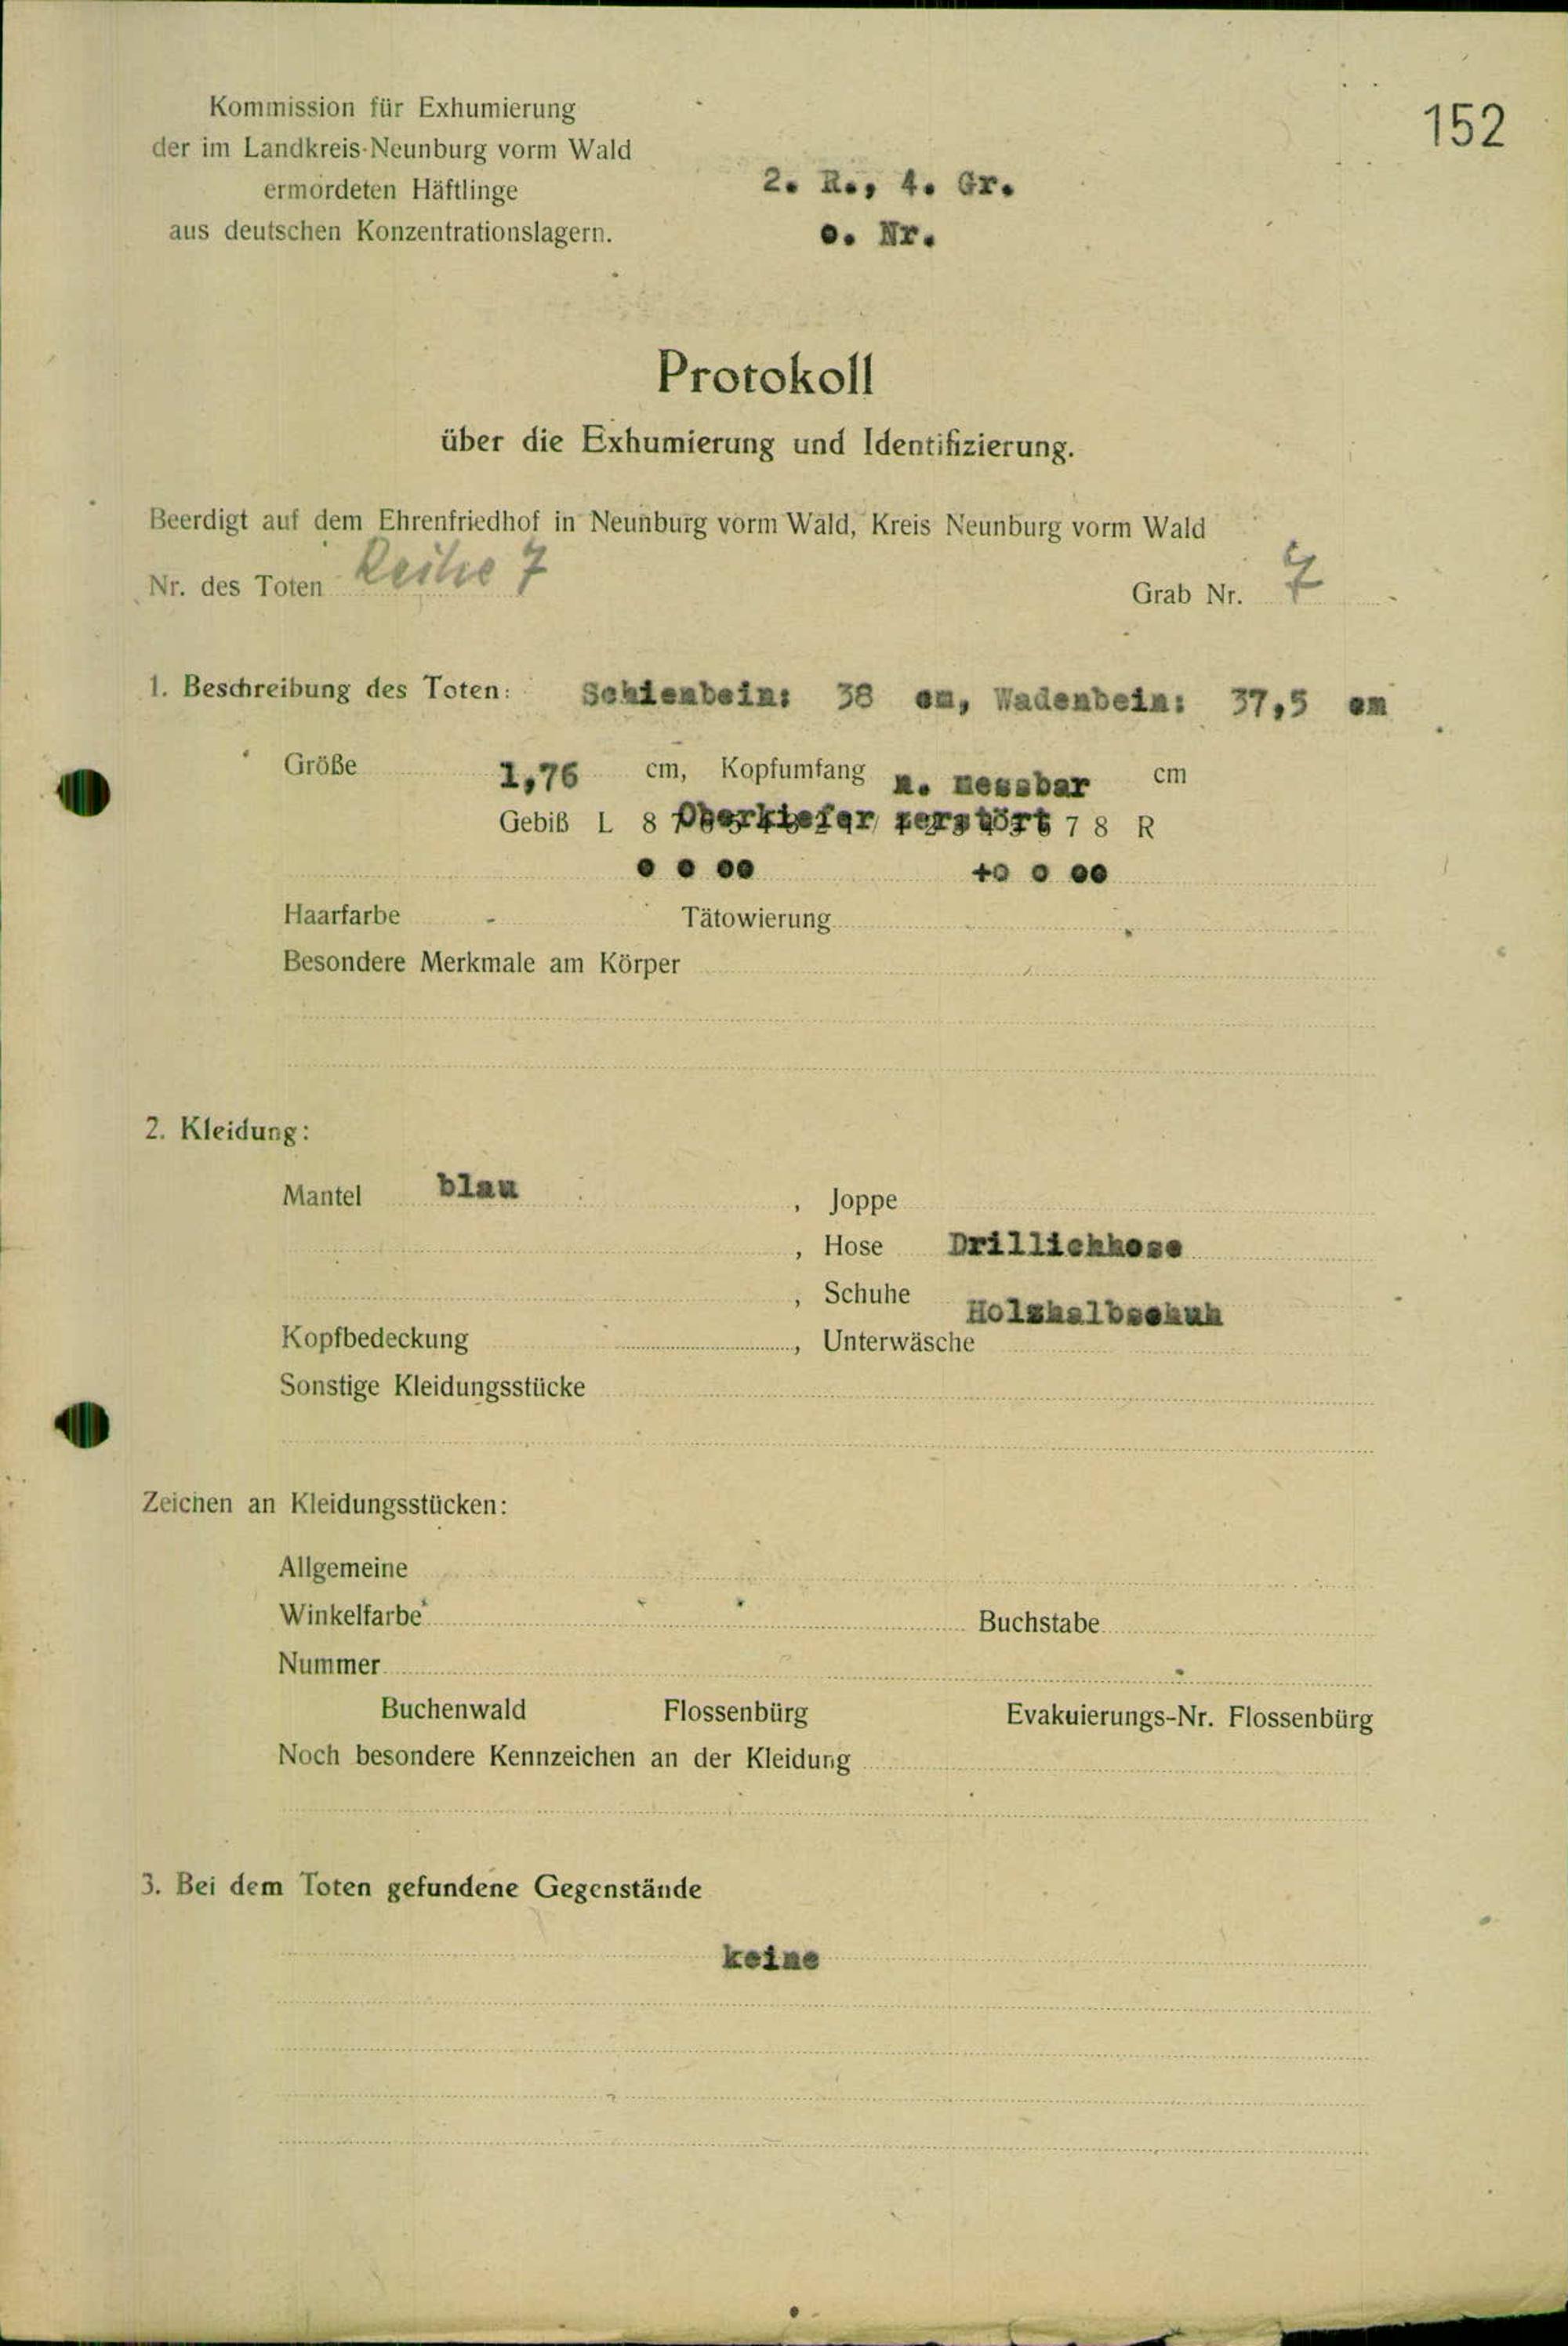 152
Kommission für Exhumierung
der im Landkreis Neunburg vorm Wald
ermordeten Häftlinge
aus deutschen Konzentrationslagern.
2. R., 4. Gr.
o. Nr.
Protokoll
über die Exhumierung und Identifizierung.
Beerdigt auf dem Ehrenfriedhof in Neunburg vorm Wald, Kreis Neunburg vorm Wald
Nr. des Toten Reihe 7 Grab Nr. 7
1. Beschreibung des Toten: Schienbein: 38 cm, Wadenbein: 37,5 cm
Größe 1,76 cm, Kopfumfang n. messbar cm
Gebiß L 8 Oberkiefer zerstört 7 8 R
o o oo +o o oo
Haarfarbe - Tätowierung
Besondere Merkmale am Körper
2. Kleidung:
Mantel blau , Joppe
, Hose Drillichhose
, Schuhe Holzhalbschuh
Kopfbedeckung , Unterwäsche
Sonstige Kleidungsstücke
Zeichen an Kleidungsstücken:
Allgemeine
Winkelfarbe Buchstabe
Nummer
Buchenwald Flossenbürg Evakuierungs-Nr. Flossenbürg
Noch besondere Kennzeichen an der Kleidung
3. Bei dem Toten gefundene Gegenstände
keine